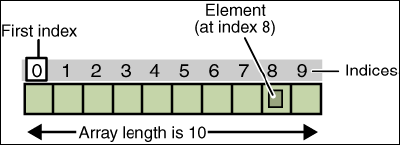 Element
(at index 8)
First index
0 1 2 3 4 5 6 7 8 9
Indices
Array length is 10